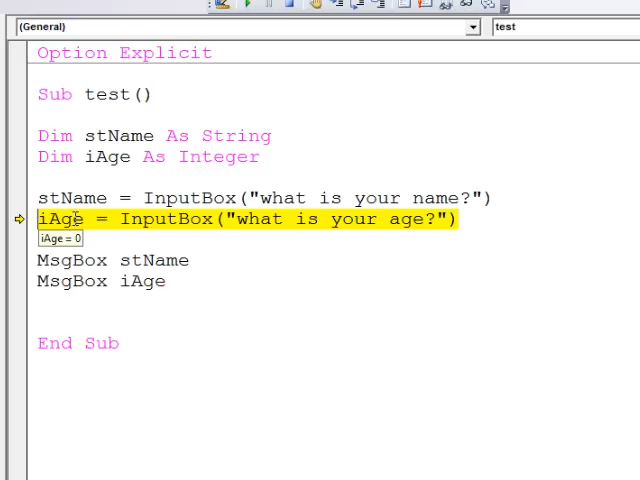 (General) test
Option Explicit
Sub test()
Dim stName As String
Dim iAge As Integer
stName = InputBox("what is your name?")
iAge = InputBox("what is your age?")
iAge = 0
MsgBox stName
MsgBox iAge
End Sub